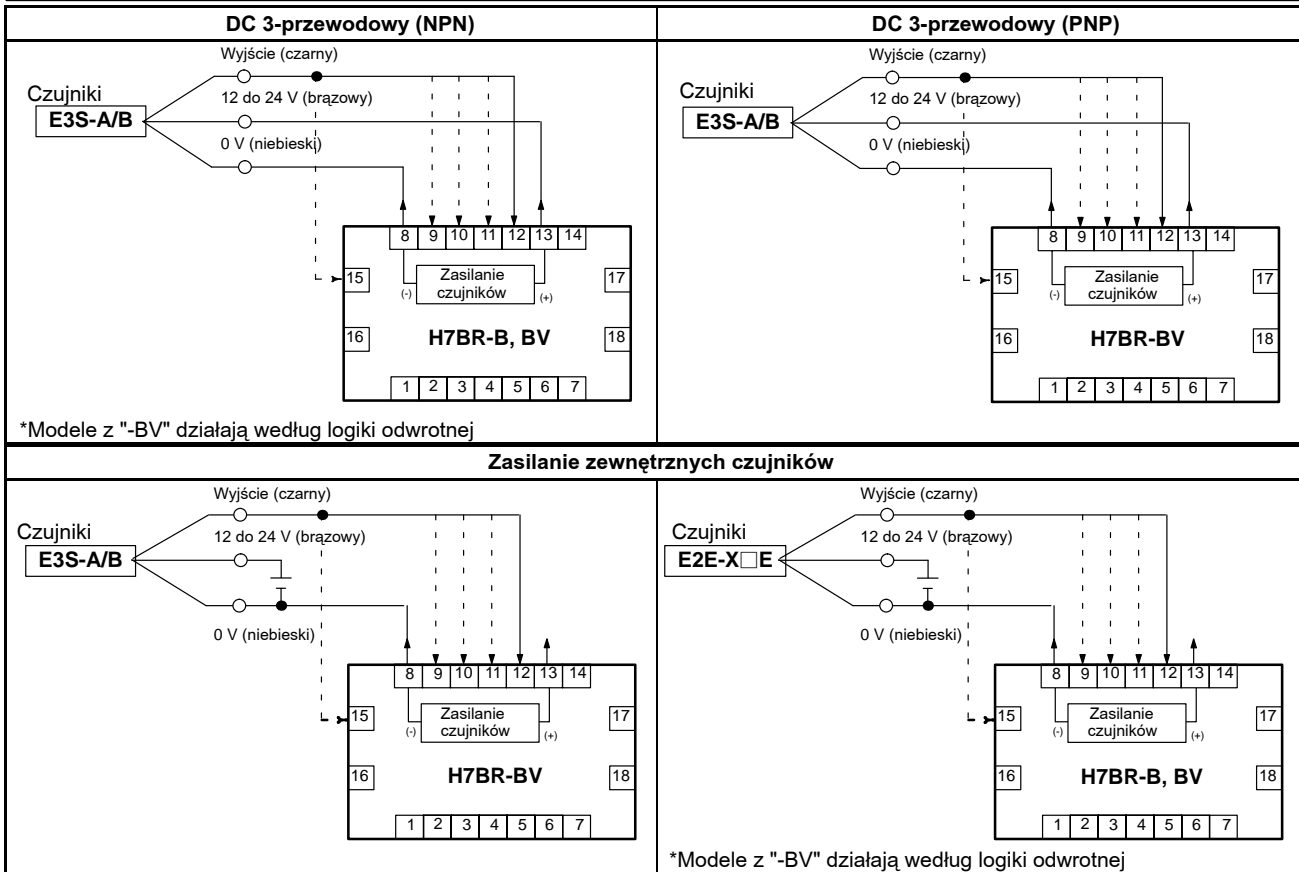 DC 3-przewodowy (NPN)
DC 3-przewodowy (PNP)
Wyjście (czarny)
Czujniki
12 do 24 V (brązowy)
E3S-A/B
0 V (niebieski)
8 9 10 11 12 13 14
15
Zasilanie
czujników
(-)
(+)
17
16
H7BR-B, BV
18
1 2 3 4 5 6 7
*Modele z "-BV" działają według logiki odwrotnej
Wyjście (czarny)
Czujniki
12 do 24 V (brązowy)
E3S-A/B
0 V (niebieski)
8 9 10 11 12 13 14
15
Zasilanie
czujników
(-)
(+)
17
16
H7BR-BV
18
1 2 3 4 5 6 7
Zasilanie zewnętrznych czujników
Wyjście (czarny)
Czujniki
12 do 24 V (brązowy)
E3S-A/B
0 V (niebieski)
8 9 10 11 12 13 14
15
Zasilanie
czujników
(-)
(+)
17
16
H7BR-BV
18
1 2 3 4 5 6 7
Wyjście (czarny)
Czujniki
12 do 24 V (brązowy)
E2E-X□E
0 V (niebieski)
8 9 10 11 12 13 14
15
Zasilanie
czujników
(-)
(+)
17
16
H7BR-B, BV
18
1 2 3 4 5 6 7
*Modele z "-BV" działają według logiki odwrotnej